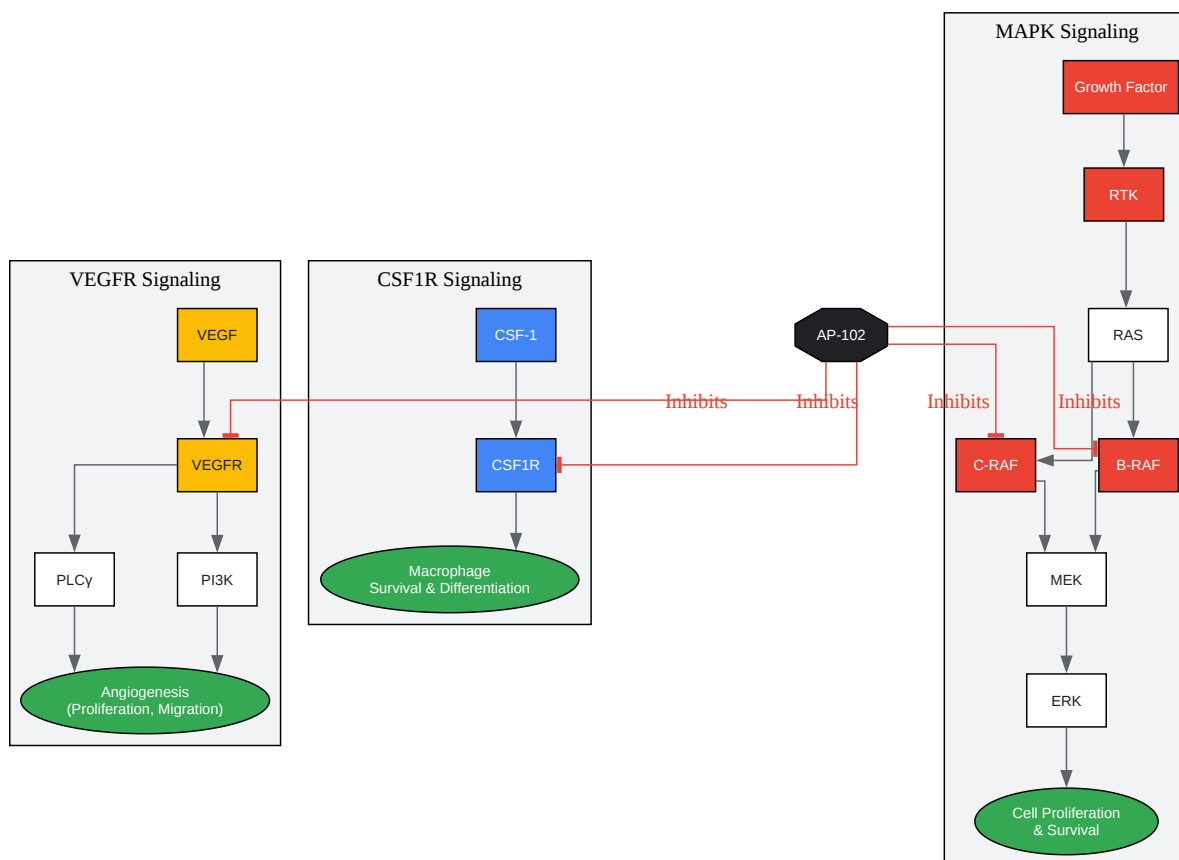 MAPK Signaling
Growth Factor
RTK
RAS
C-RAF
B-RAF
MEK
ERK
Cell Proliferation
& Survival
VEGFR Signaling
VEGF
VEGFR
PLCγ
PI3K
Angiogenesis
(Proliferation, Migration)
CSF1R Signaling
CSF-1
CSF1R
Macrophage
Survival & Differentiation
AP-102
Inhibits
Inhibits
Inhibits
Inhibits